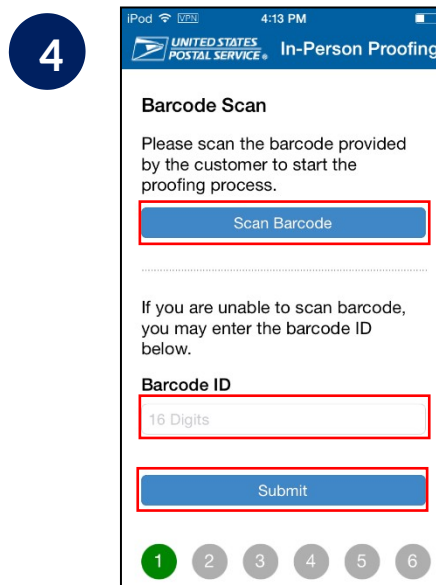 4
iPod VPN 4:13 PM
UNITED STATES
POSTAL SERVICE® In-Person Proofing
Barcode Scan
Please scan the barcode provided
by the customer to start the
proofing process.
Scan Barcode
If you are unable to scan barcode,
you may enter the barcode ID
below.
Barcode ID
16 Digits
Submit
1 2 3 4 5 6